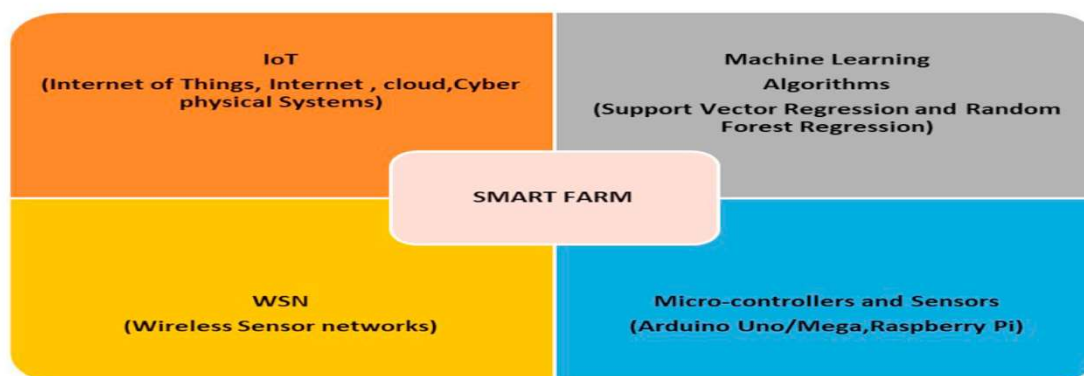 IoT
(Internet of Things, Internet , cloud,Cyber
physical Systems)
Machine Learning
Algorithms
(Support Vector Regression and Random
Forest Regression)
SMART FARM
WSN
(Wireless Sensor networks)
Micro-controllers and Sensors
(Arduino Uno/Mega,Raspberry Pi)